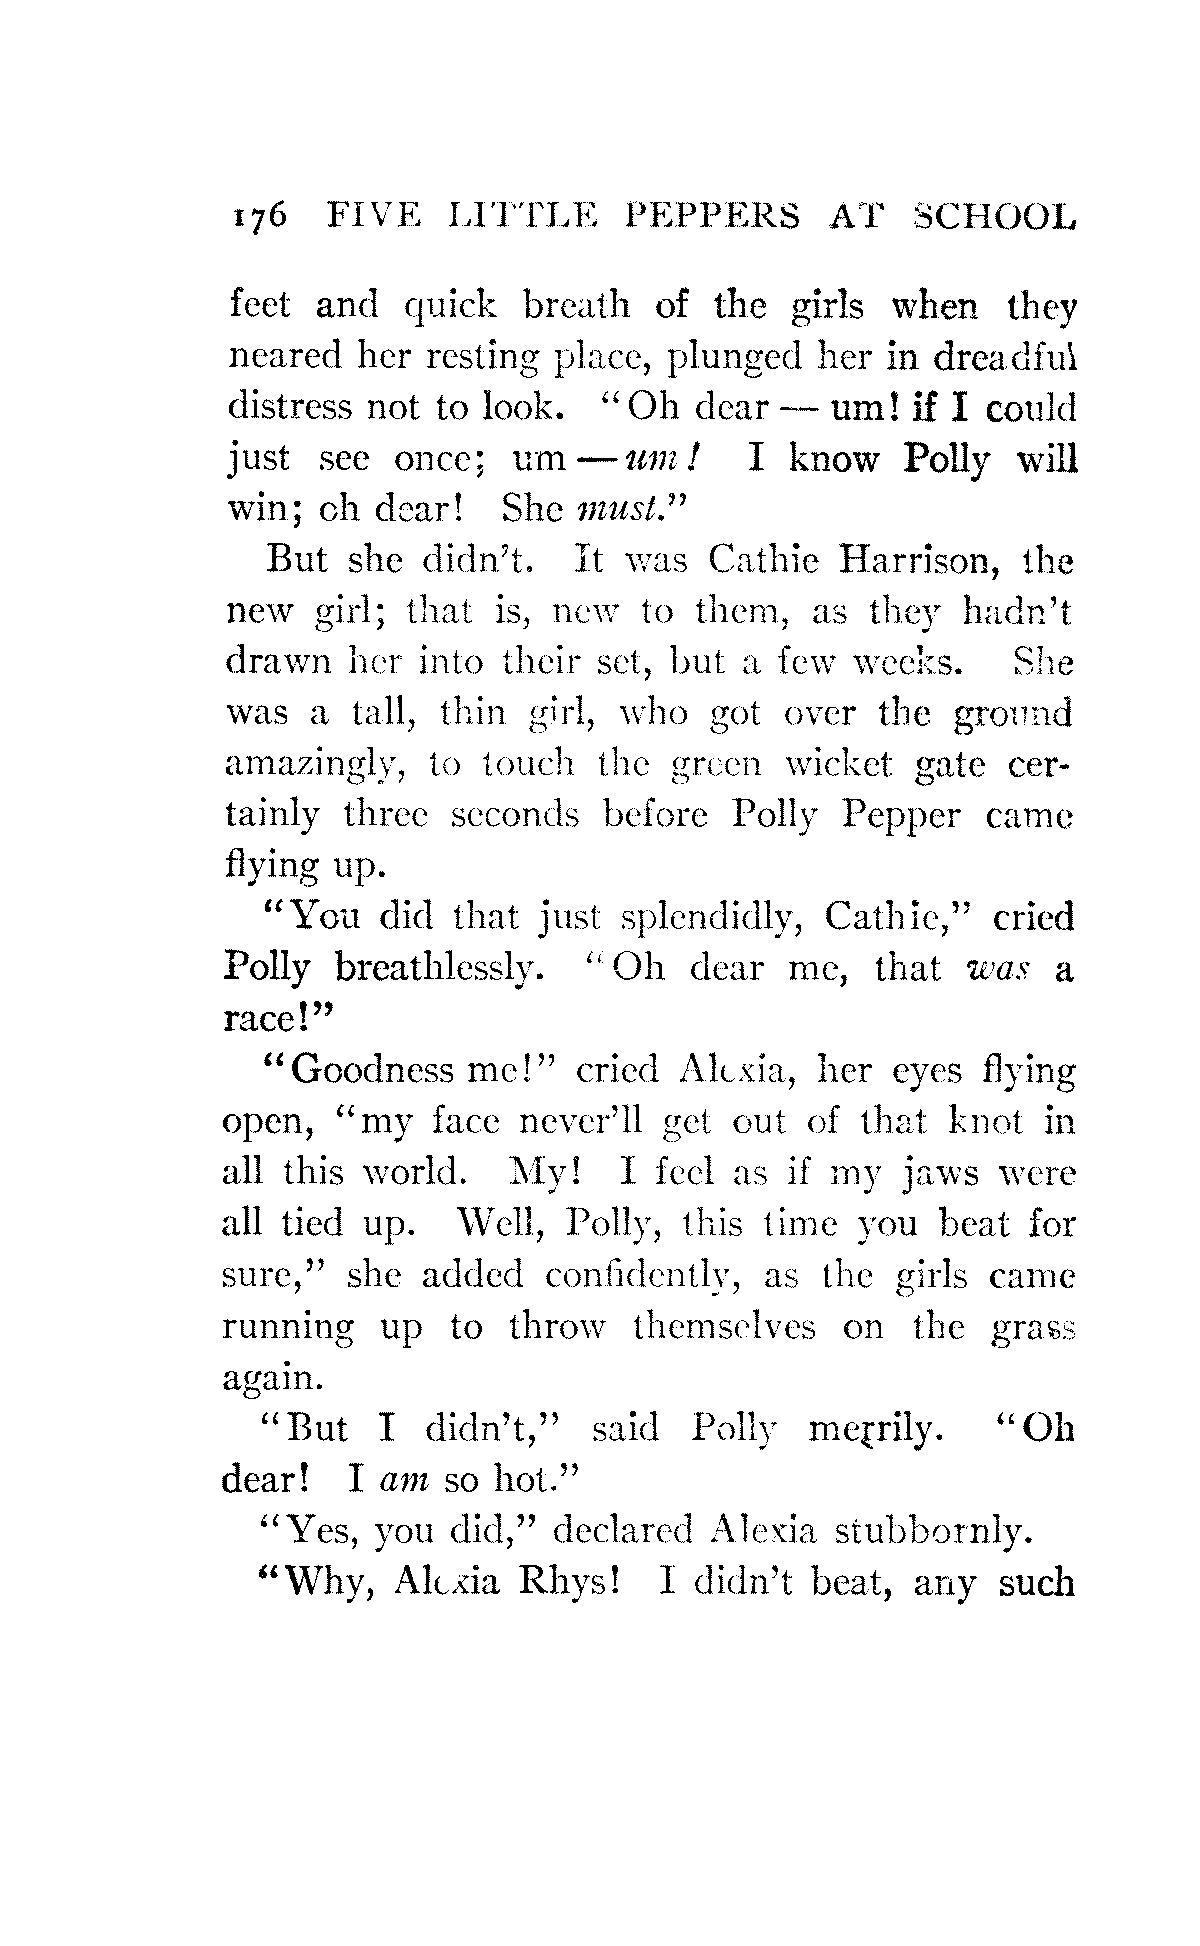 176 FIVE LITTLE PEPPERS AT SCHOOL
feet and quick breath of the girls when they
neared her resting place, plunged her in dreadful
distress not to look. "Oh dear — um! if I could
just see once; um — um! I know Polly will
win; oh dear! She must."
But she didn't. It was Cathie Harrison, the
new girl; that is, new to them, as they hadn't
drawn her into their set, but a few weeks. She
was a tall, thin girl, who got over the ground
amazingly, to touch the green wicket gate cer-
tainly three seconds before Polly Pepper came
flying up.
"You did that just splendidly, Cathie," cried
Polly breathlessly. "Oh dear me, that was a
race!"
"Goodness me!" cried Alexia, her eyes flying
open, "my face never'll get out of that knot in
all this world. My! I feel as if my jaws were
all tied up. Well, Polly, this time you beat for
sure," she added confidently, as the girls came
running up to throw themselves on the grass
again.
"But I didn't," said Polly merrily. "Oh
dear! I am so hot."
"Yes, you did," declared Alexia stubbornly.
"Why, Alexia Rhys! I didn't beat, any such